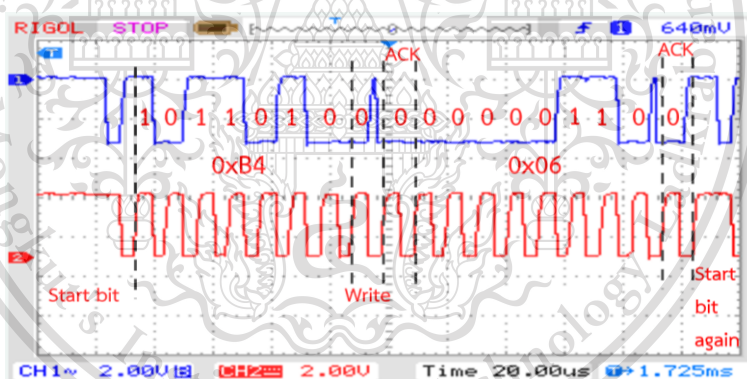 RIGOL STOP 1 640mV
ACK ACK
1 0 1 1 0 1 0 0 0 0 0 0 0 0 1 1 0 0
0xB4 0x06
Start bit Write Start
bit
again
CH1~ 2.00V CH2 2.00V Time 20.00us 1.725ms